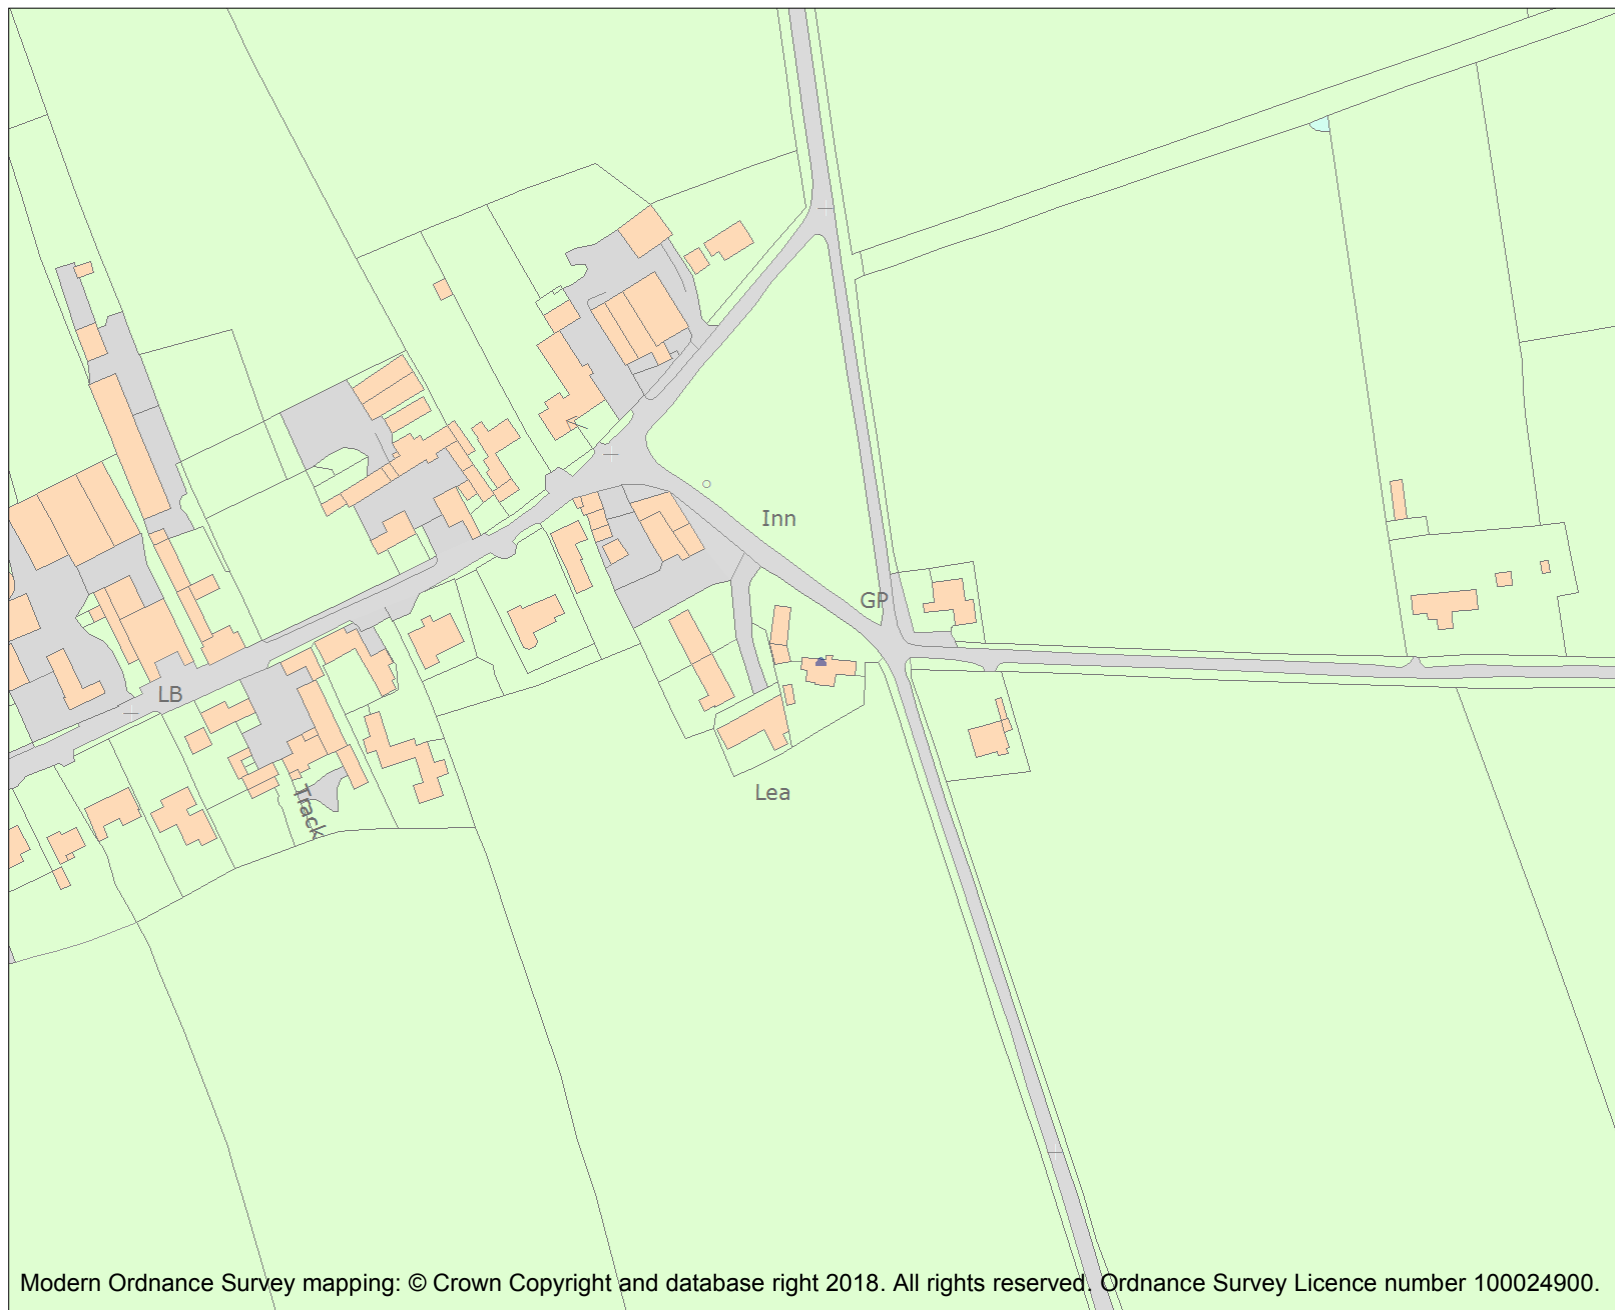 Inn
GP
LB
Lea
Track
Modern Ordnance Survey mapping: © Crown Copyright and database right 2018. All rights reserved. Ordnance Survey Licence number 100024900.